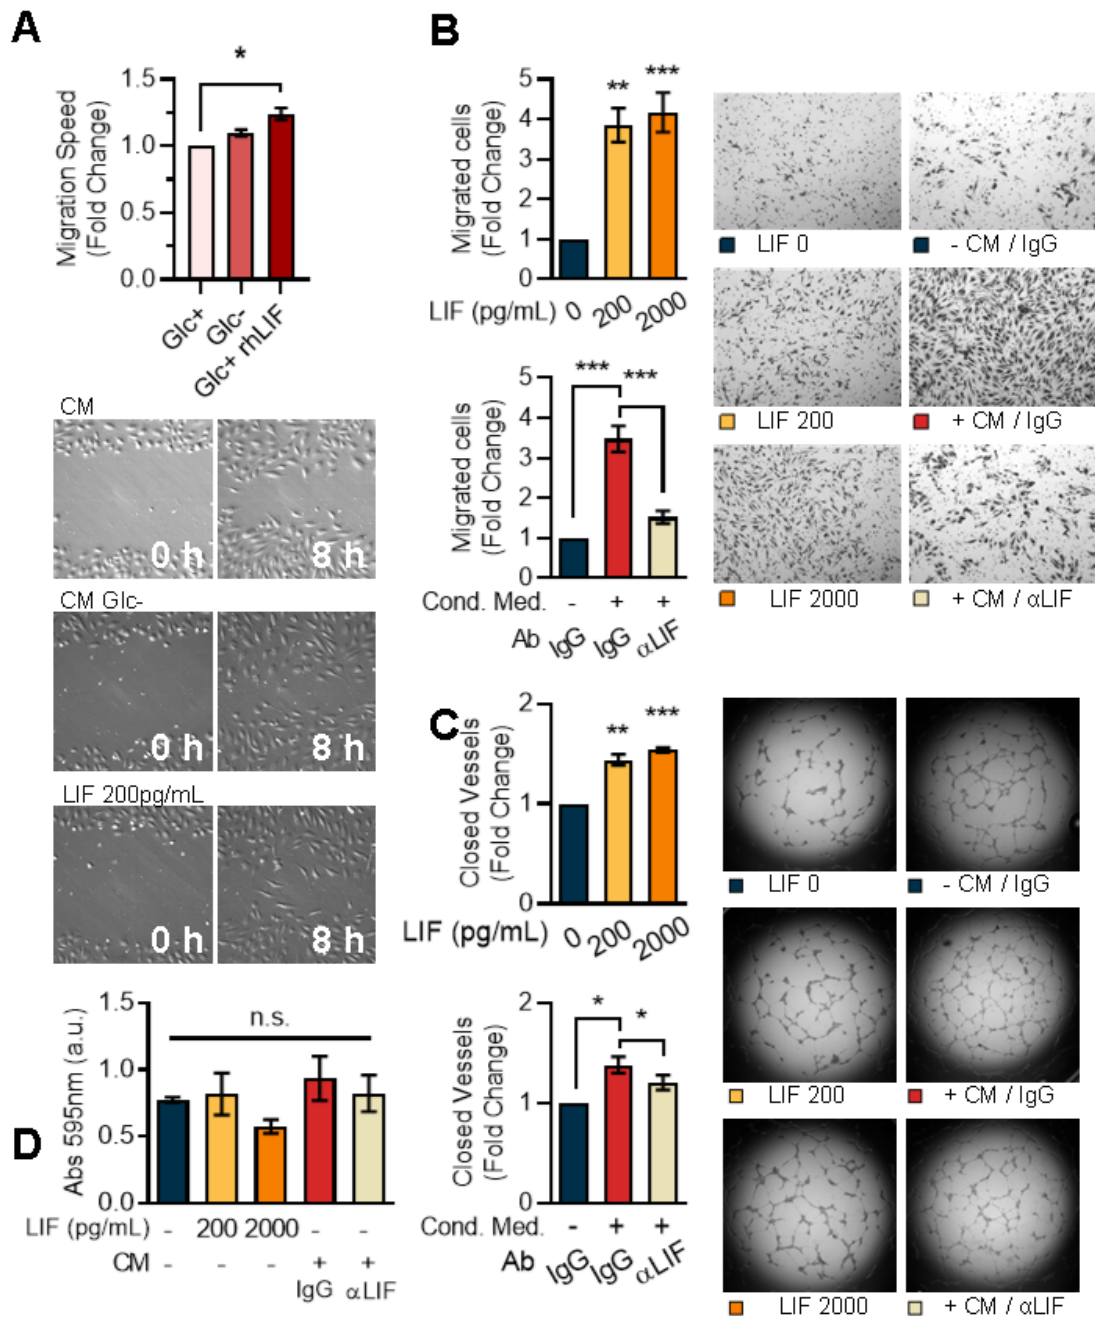 A
*
Migration Speed
(Fold Change)
1.5
1.0
0.5
0.0
Glc+
Glc-
Glc+ rhLIF
CM
0 h
8 h
CM Glc-
0 h
8 h
LIF 200pg/mL
0 h
8 h
B
Migrated cells
(Fold Change)
5
4
3
2
1
0
**
***
LIF (pg/mL)
0
200
2000
Migrated cells
(Fold Change)
5
4
3
2
1
0
***
***
Cond. Med.
-
+
+
Ab
IgG
IgG
αLIF
LIF 0
- CM / IgG
LIF 200
+ CM / IgG
LIF 2000
+ CM / αLIF
C
Closed Vessels
(Fold Change)
2
1
0
**
***
LIF (pg/mL)
0
200
2000
Closed Vessels
(Fold Change)
2
1
0
*
*
Cond. Med.
-
+
+
Ab
IgG
IgG
αLIF
LIF 0
- CM / IgG
LIF 200
+ CM / IgG
LIF 2000
+ CM / αLIF
D
Abs 595nm (a.u.)
1.5
1.0
0.5
0.0
n.s.
LIF (pg/mL)
-
200
2000
-
-
CM
-
-
-
+
+
IgG
αLIF